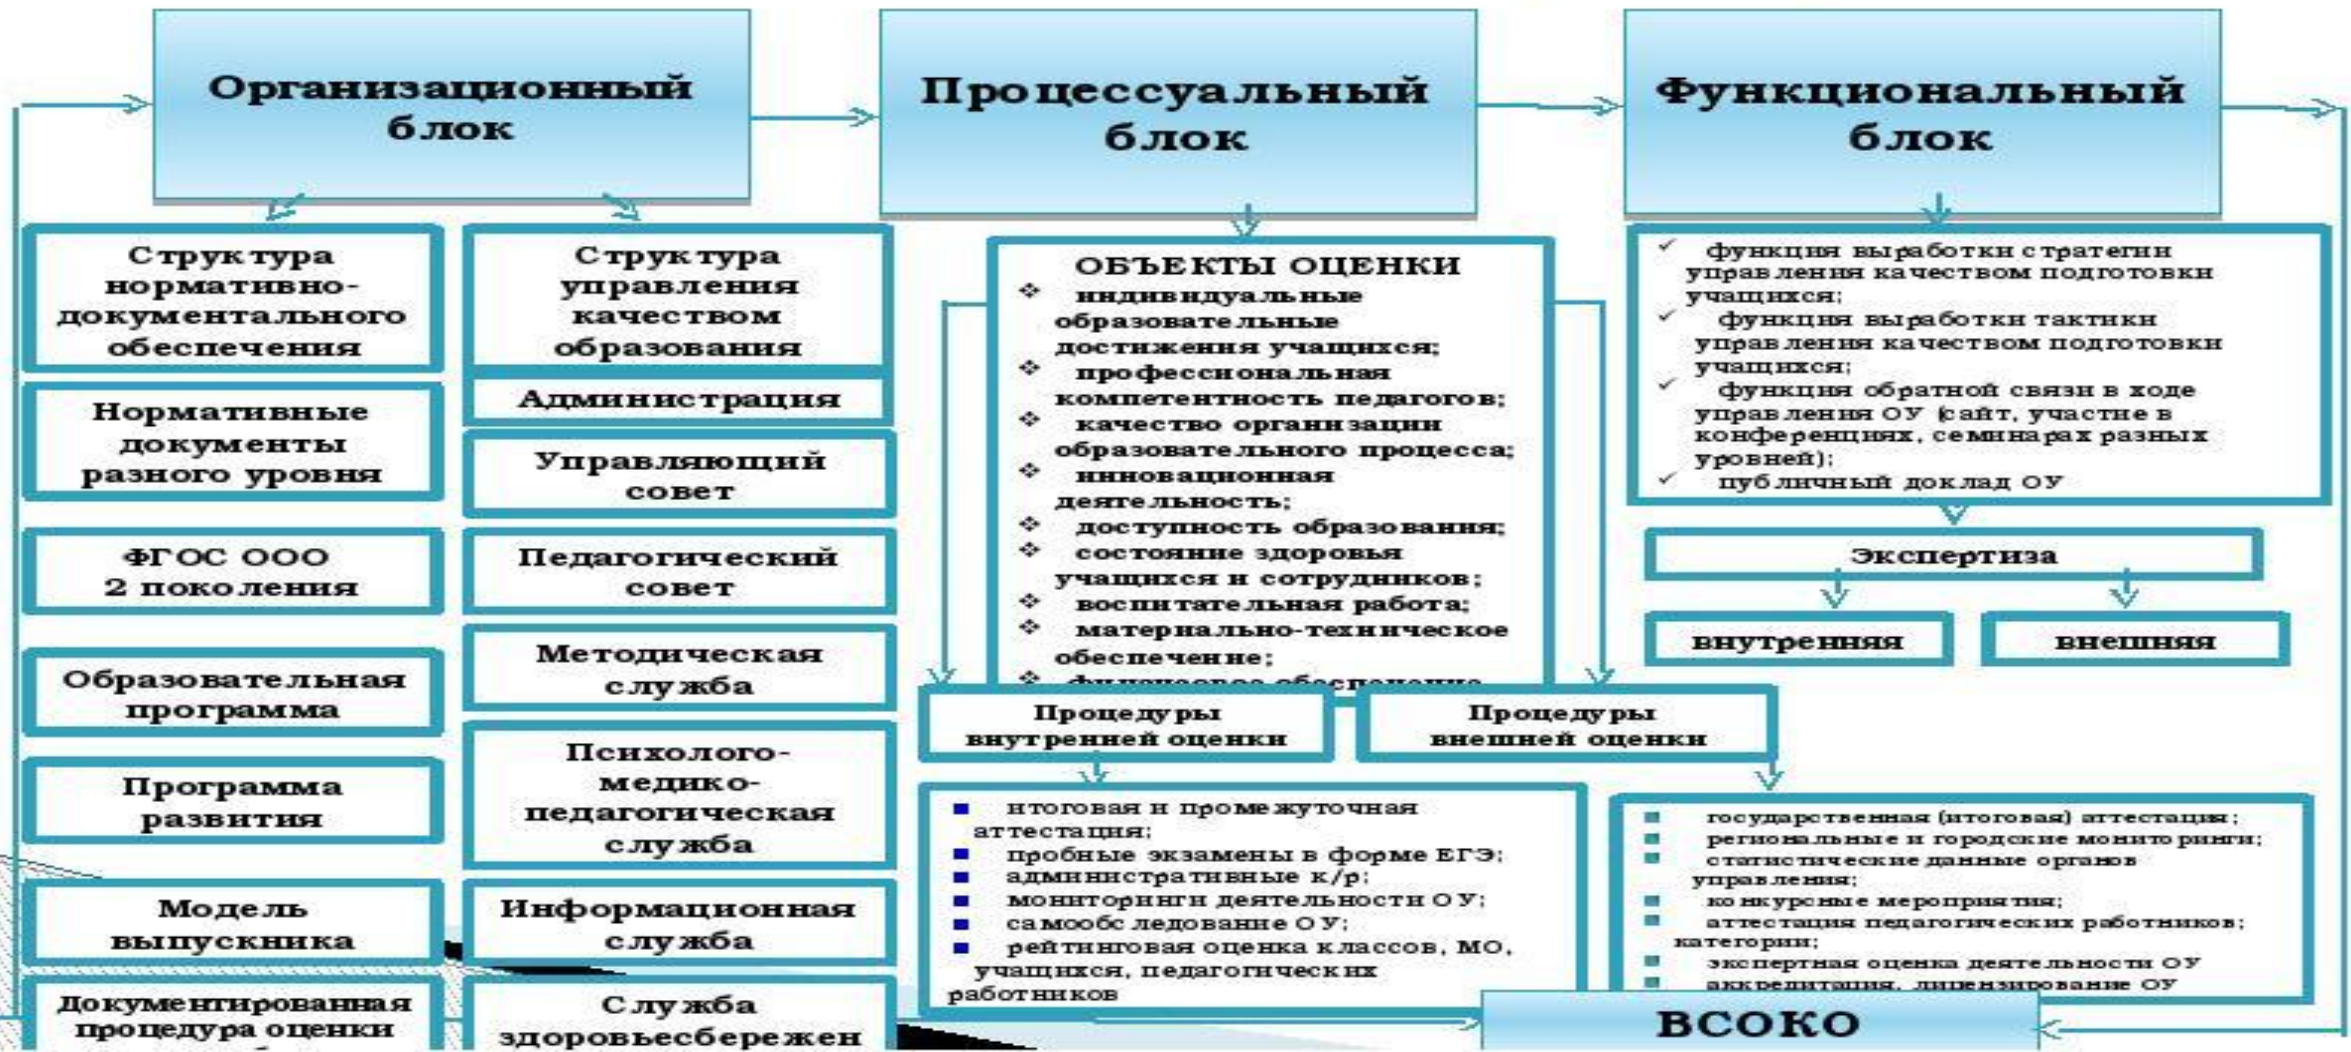 Организационный
блок
Процессуальный
блок
Функциональный
блок
Структура
нормативно-
документального
обеспечения
Нормативные
документы
разного уровня
ФГОС ООО
2 поколения
Образовательная
программа
Программа
развития
Модель
выпускника
Документированная
процедура оценки
Структура
управления
качеством
образования
Администрация
Управляющий
совет
Педагогический
совет
Методическая
служба
Психолого-
медико-
педагогическая
служба
Информационная
служба
Служба
здоровьесбережен
ОБЪЕКТЫ ОЦЕНКИ
индивидуальные
образовательные
достижения учащихся;
профессиональная
компетентность педагогов;
качество организации
образовательного процесса;
инновационная
деятельность;
доступность образования;
состояние здоровья
учащихся и сотрудников;
воспитательная работа;
материально-техническое
обеспечение;
финансовое обеспечение
Процедуры
внутренней оценки
Процедуры
внешней оценки
итоговая и промежуточная
аттестация;
пробные экзамены в форме ЕГЭ;
административные к/р;
мониторинги деятельности ОУ;
самообследование ОУ;
рейтинговая оценка классов, МО,
учащихся, педагогических
работников
функция выработки стратегии
управления качеством подготовки
учащихся;
функция выработки тактики
управления качеством подготовки
учащихся;
функция обратной связи в ходе
управления ОУ (сайт, участие в
конференциях, семинарах разных
уровней);
публичный доклад ОУ
Экспертиза
внутренняя
внешняя
государственная (итоговая) аттестация;
региональные и городские мониторинги;
статистические данные органов
управления;
конкурсные мероприятия;
аттестация педагогических работников;
категории;
экспертная оценка деятельности ОУ
аккредитация, лицензирование ОУ
ВСОКО